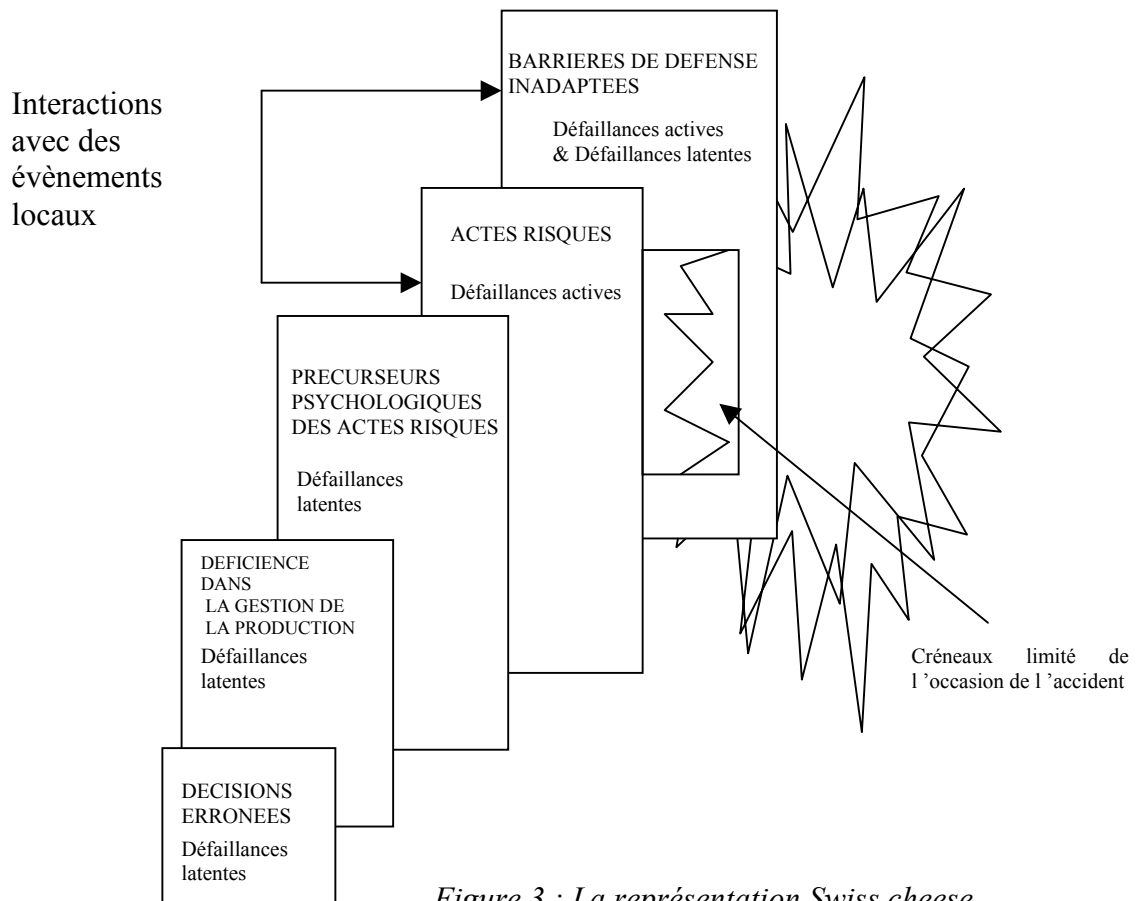 BARRIERES DE DEFENSE
INADAPTEES
Défaillances actives
& Défaillances latentes
Interactions
avec des
évènements
locaux
ACTES RISQUES
Défaillances actives
PRECURSEURS
PSYCHOLOGIQUES
DES ACTES RISQUES
Défaillances
latentes
DEFICIENCE
DANS
LA GESTION DE
LA PRODUCTION
Défaillances
latentes
Créneaux limité de
l ’occasion de l ’accident
DECISIONS
ERRONEES
Défaillances
latentes
Figure 3 : La représentation Swiss cheese